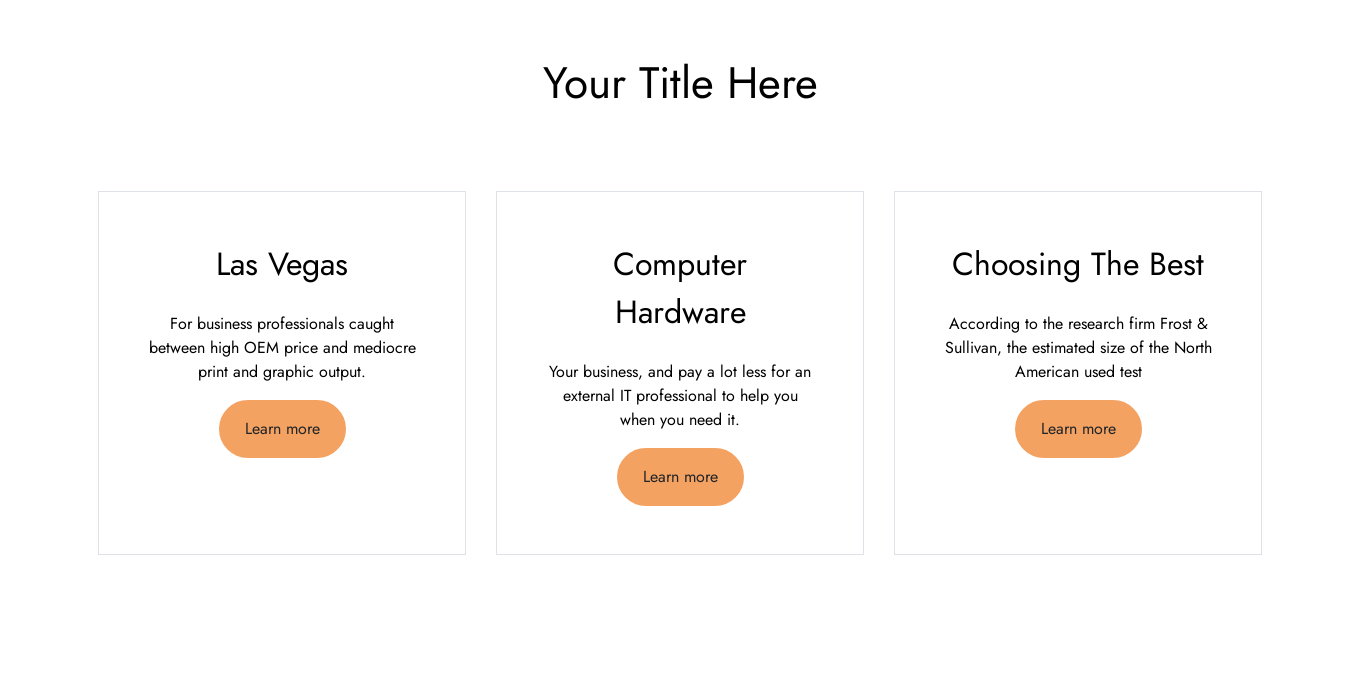 Your Title Here
Las Vegas
For business professionals caught
between high OEM price and mediocre
print and graphic output.
Learn more
Computer
Hardware
Your business, and pay a lot less for an
external IT professional to help you
when you need it.
Learn more
Choosing The Best
According to the research firm Frost &
Sullivan, the estimated size of the North
American used test
Learn more